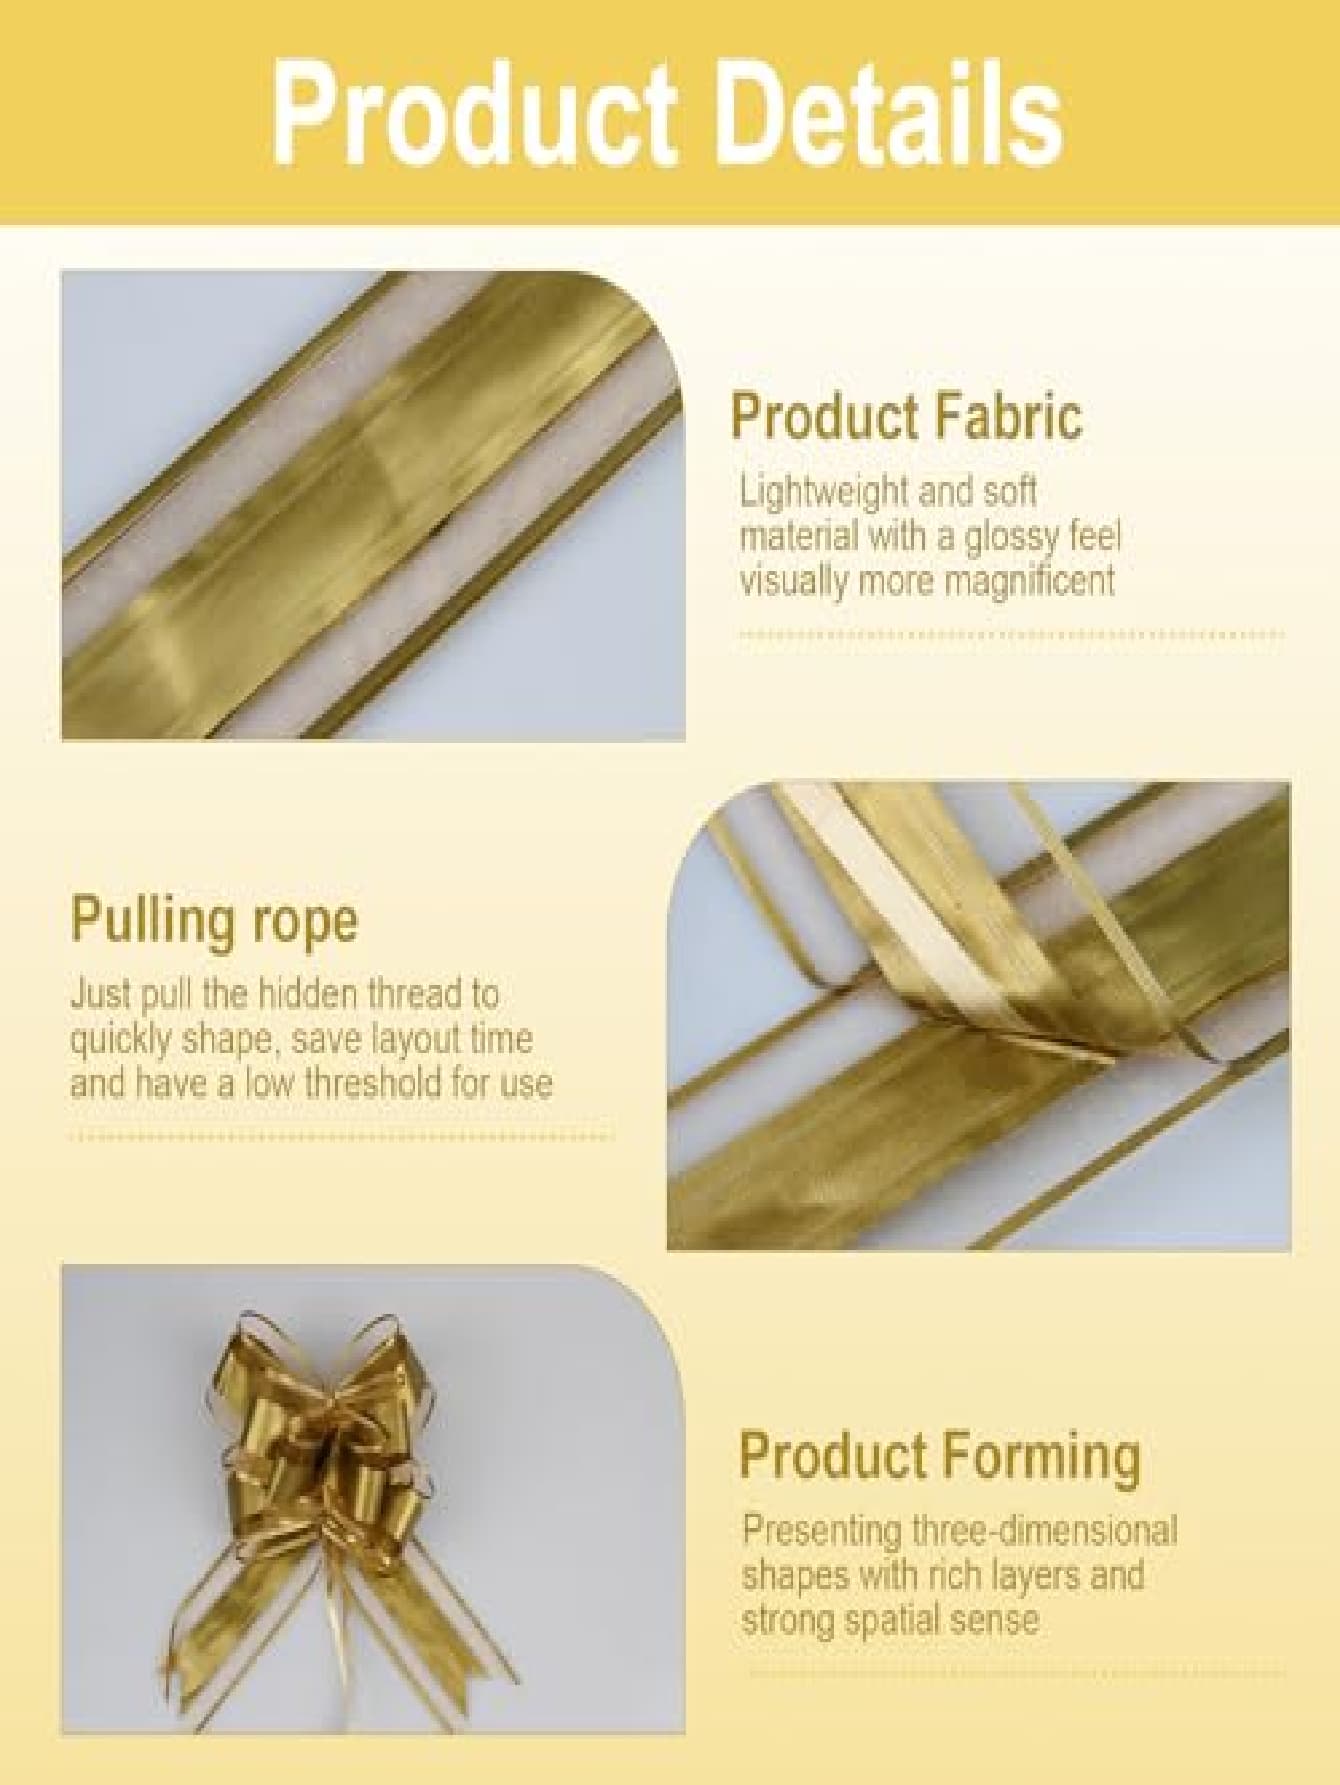 Product Details
Product Fabric
Lightweight and soft
material with a glossy feel
visually more magnificent
Pulling rope
Just pull the hidden thread to
quickly shape, save layout time
and have a low threshold for use
Product Forming
Presenting three-dimensional
shapes with rich layers and
strong spatial sense